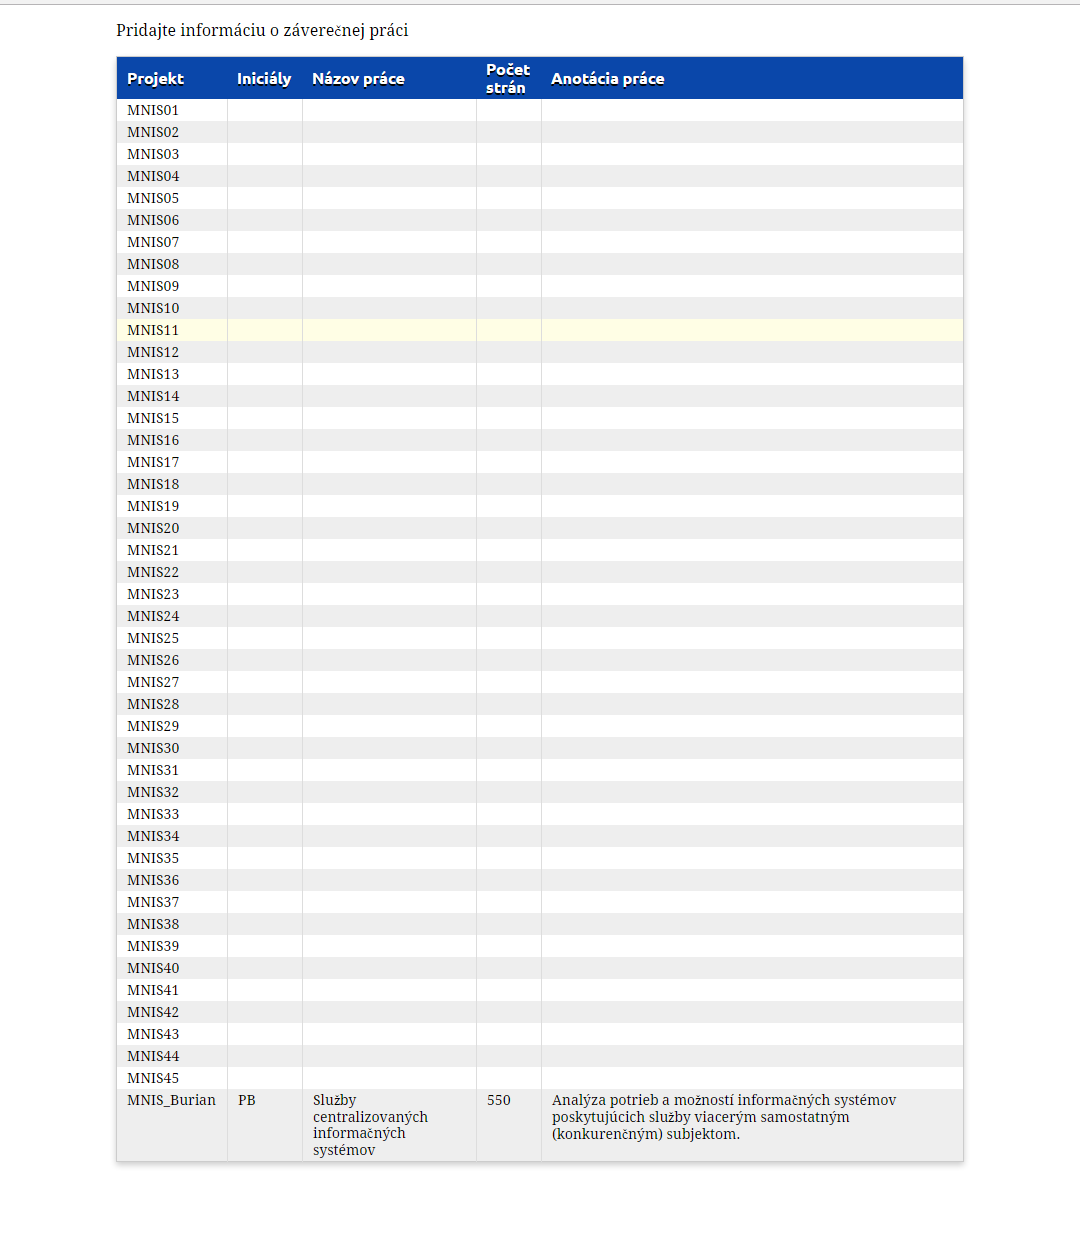 Pridajte informáciu o záverečnej práci
Projekt Iniciály Názov práce Počet strán Anotácia práce
MNIS01
MNIS02
MNIS03
MNIS04
MNIS05
MNIS06
MNIS07
MNIS08
MNIS09
MNIS10
MNIS11
MNIS12
MNIS13
MNIS14
MNIS15
MNIS16
MNIS17
MNIS18
MNIS19
MNIS20
MNIS21
MNIS22
MNIS23
MNIS24
MNIS25
MNIS26
MNIS27
MNIS28
MNIS29
MNIS30
MNIS31
MNIS32
MNIS33
MNIS34
MNIS35
MNIS36
MNIS37
MNIS38
MNIS39
MNIS40
MNIS41
MNIS42
MNIS43
MNIS44
MNIS45
MNIS_Burian PB Služby 550 Analýza potrieb a možností informačných systémov
centralizovaných poskytujúcich služby viacerým samostatným
informačných (konkurenčným) subjektom.
systémov